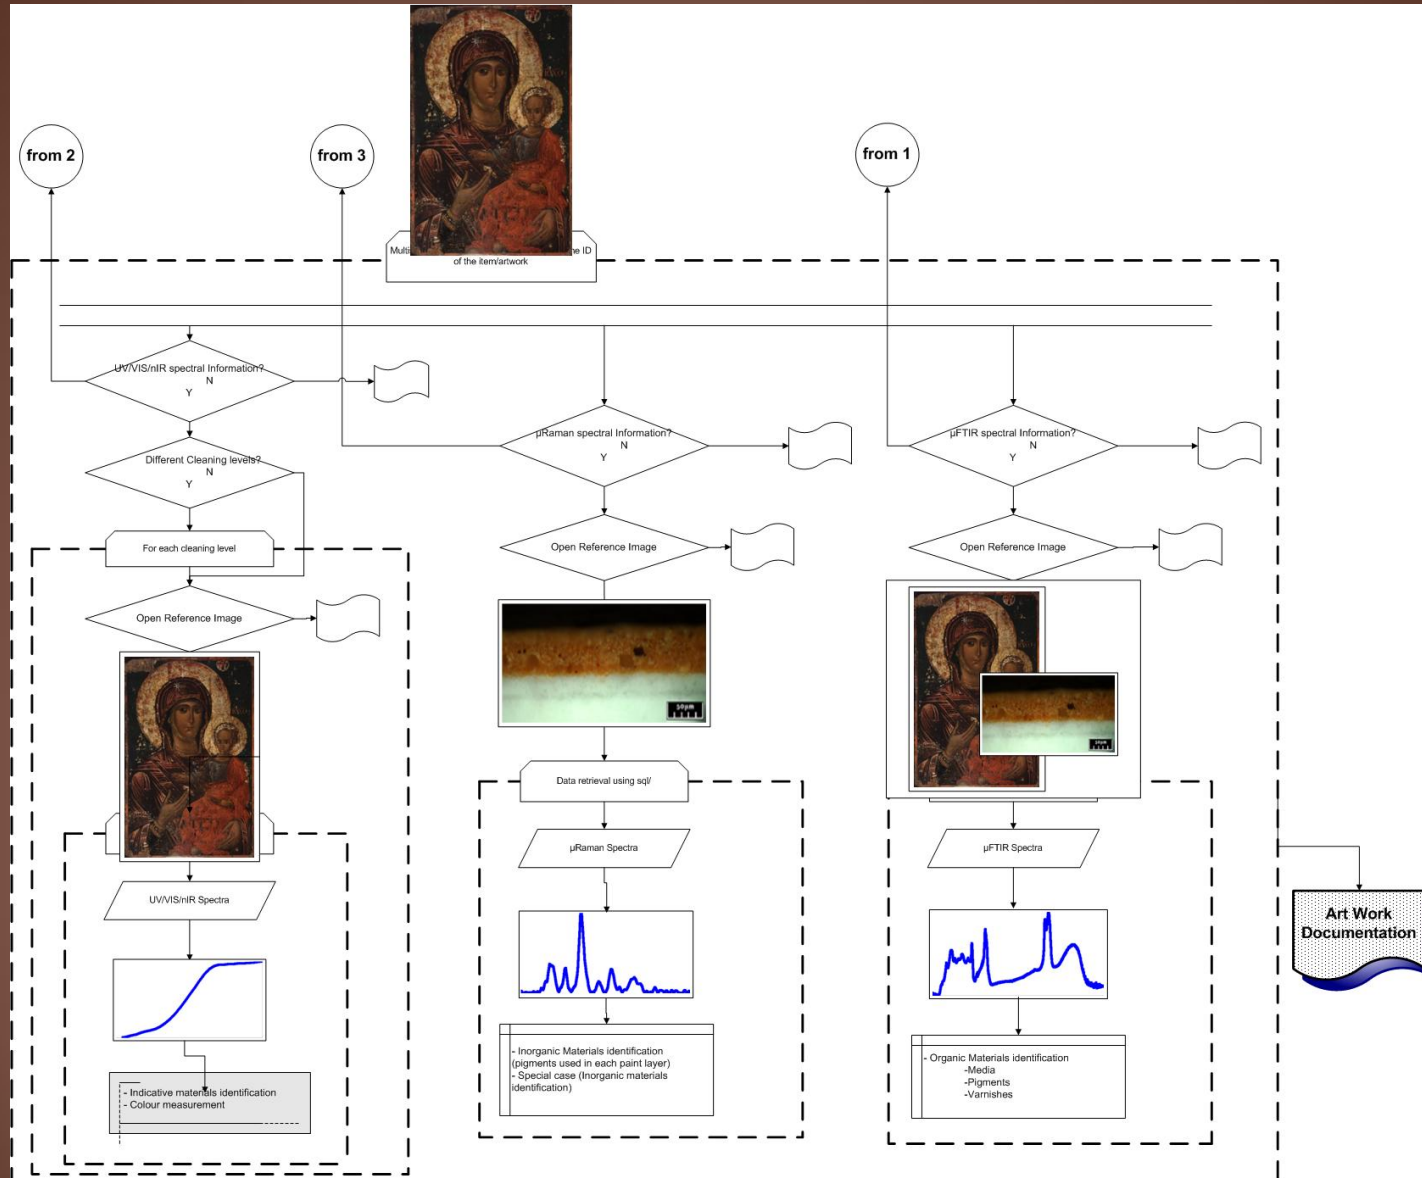 from 2
from 3
from 1
Multi
ne ID
of the item/artwork
UV/VIS/nIR spectral Information?
N
Y
µRaman spectral Information?
N
Y
µFTIR spectral Information?
N
Y
Different Cleaning levels?
N
Y
For each cleaning level
Open Reference Image
Open Reference Image
Open Reference Image
50µm
Data retrieval using sql/
µRaman Spectra
µFTIR Spectra
UV/VIS/nIR Spectra
Art Work
Documentation
- Inorganic Materials identification
(pigments used in each paint layer)
- Special case (Inorganic materials
identification)
- Organic Materials identification
-Media
-Pigments
-Varnishes
- Indicative materials identification
- Colour measurement